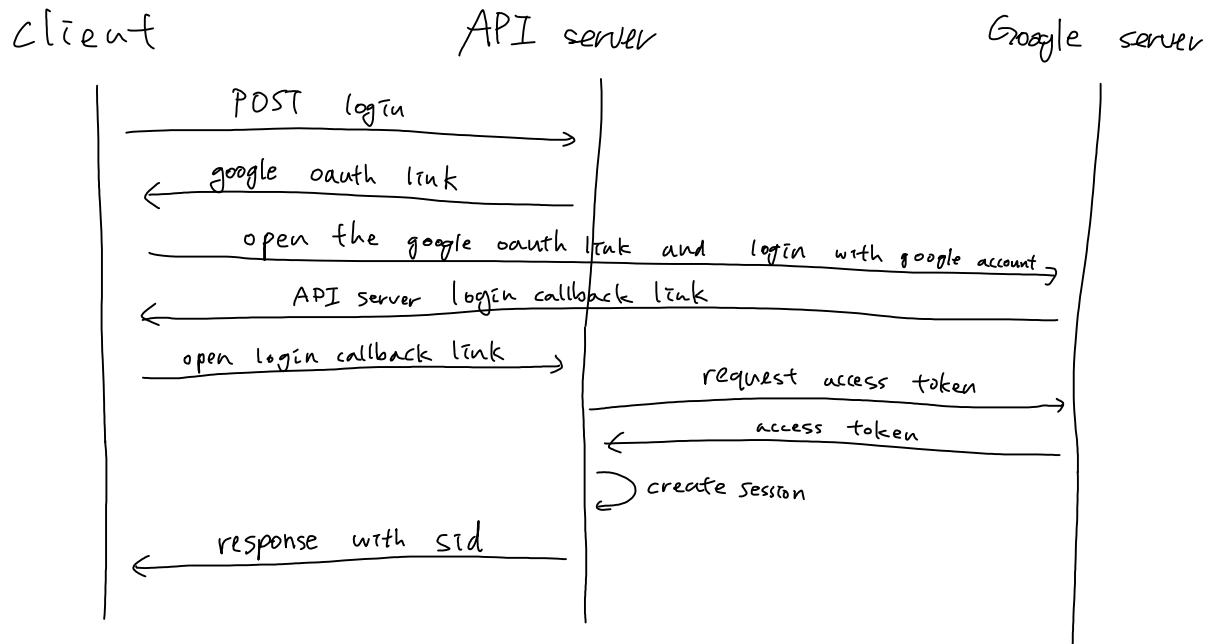 client API server Google server
POST login
google oauth link
open the google oauth link and login with google account
API server login callback link
open login callback link
request access token
access token
create session
response with sid